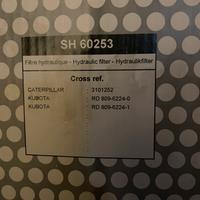 SH 60253
Filtre hydraulique - Hydraulic filter - Hydraulikfilter
Cross ref.
CATERPILLAR : 3101252
KUBOTA : RD 809-6224-0
KUBOTA : RD 809-6224-1